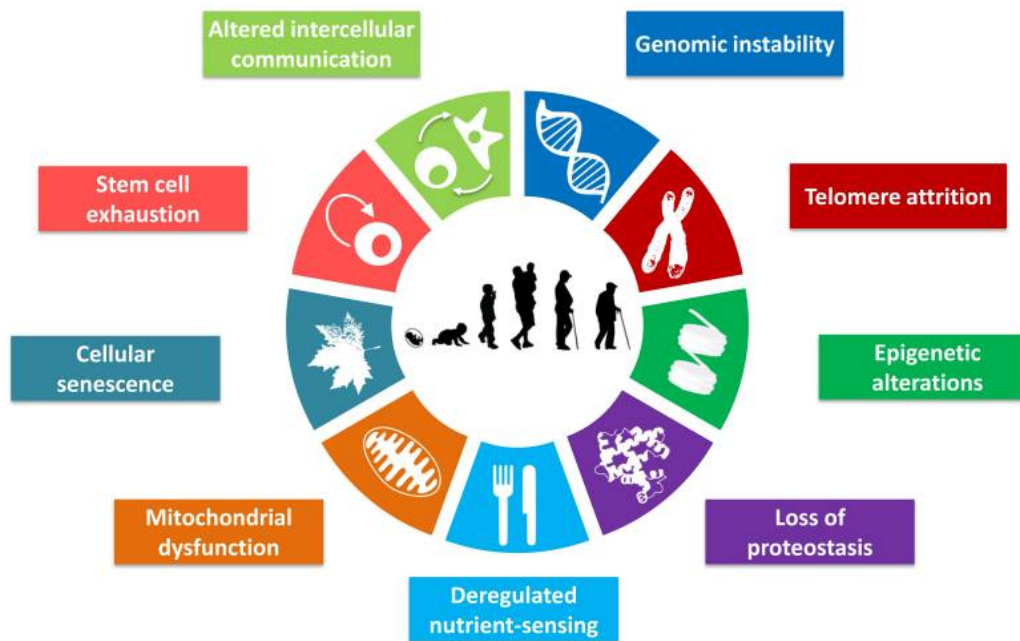 Altered intercellular
communication
Genomic instability
Stem cell
exhaustion
Telomere attrition
Cellular
senescence
Epigenetic
alterations
Mitochondrial
dysfunction
Loss of
proteostasis
Deregulated
nutrient-sensing